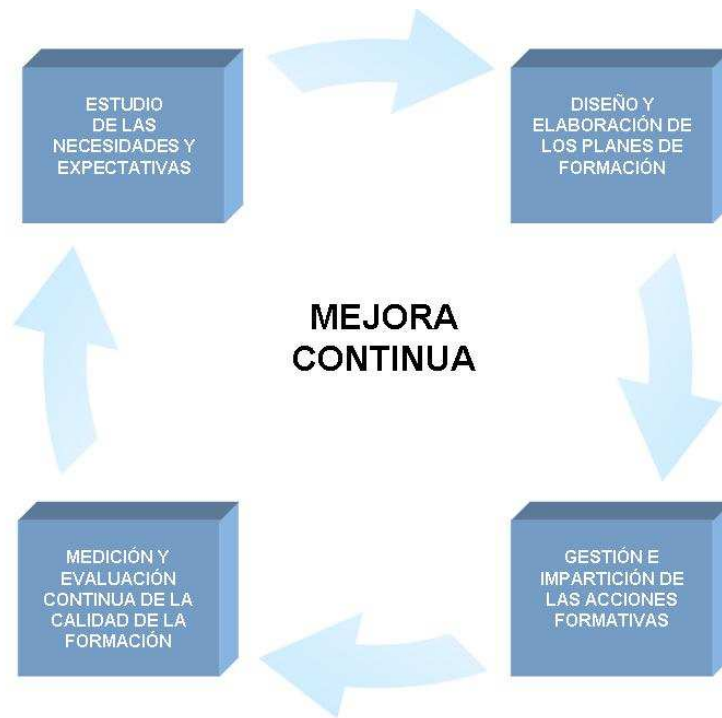 ESTUDIO
DE LAS
NECESIDADES Y
EXPECTATIVAS
DISEÑO Y
ELABORACIÓN DE
LOS PLANES DE
FORMACIÓN
MEJORA
CONTINUA
MEDICIÓN Y
EVALUACIÓN
CONTINUA DE LA
CALIDAD DE LA
FORMACIÓN
GESTIÓN E
IMPARTICIÓN DE
LAS ACCIONES
FORMATIVAS